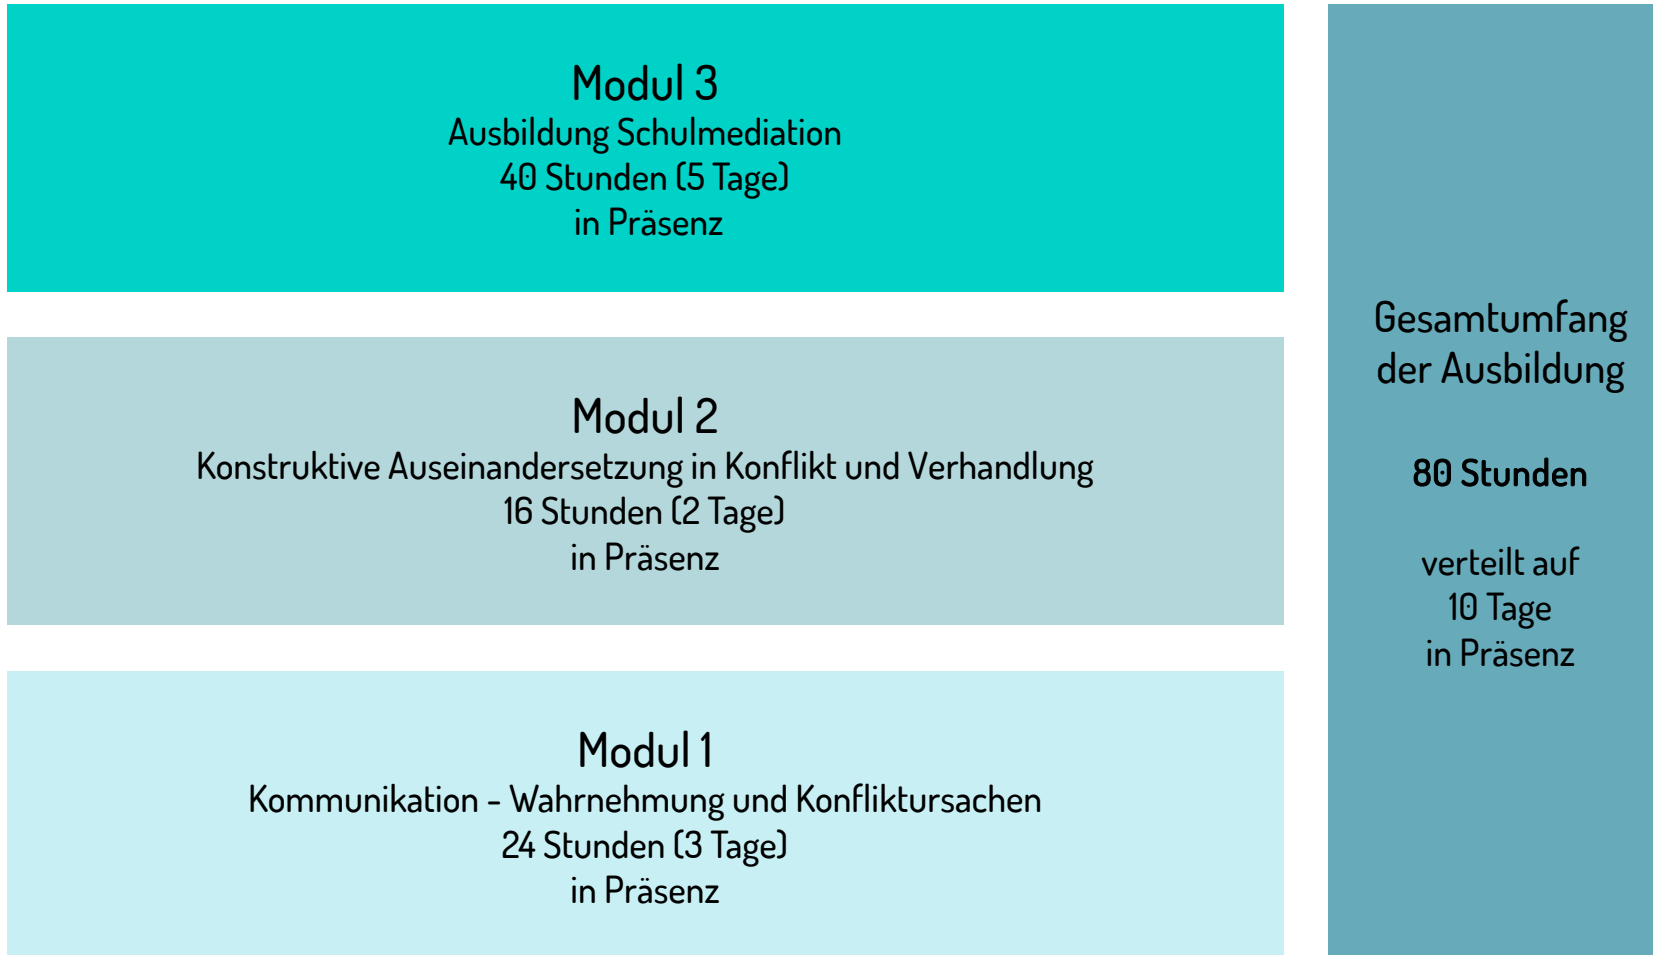 Modul 3
Ausbildung Schulmediation
40 Stunden (5 Tage)
in Präsenz
Modul 2
Konstruktive Auseinandersetzung in Konflikt und Verhandlung
16 Stunden (2 Tage)
in Präsenz
Modul 1
Kommunikation - Wahrnehmung und Konfliktursachen
24 Stunden (3 Tage)
in Präsenz
Gesamtumfang
der Ausbildung
80 Stunden
verteilt auf
10 Tage
in Präsenz